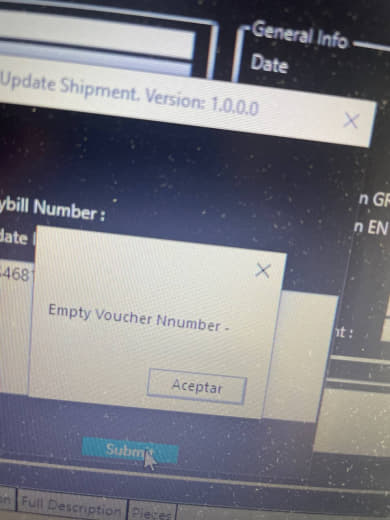 General Info
Date
Update Shipment. Version: 1.0.0.0
n GR
n EN
ybill Number :
date
4681
Empty Voucher Nnumber -
nt :
Aceptar
Submit
on
Full Description
Pieces